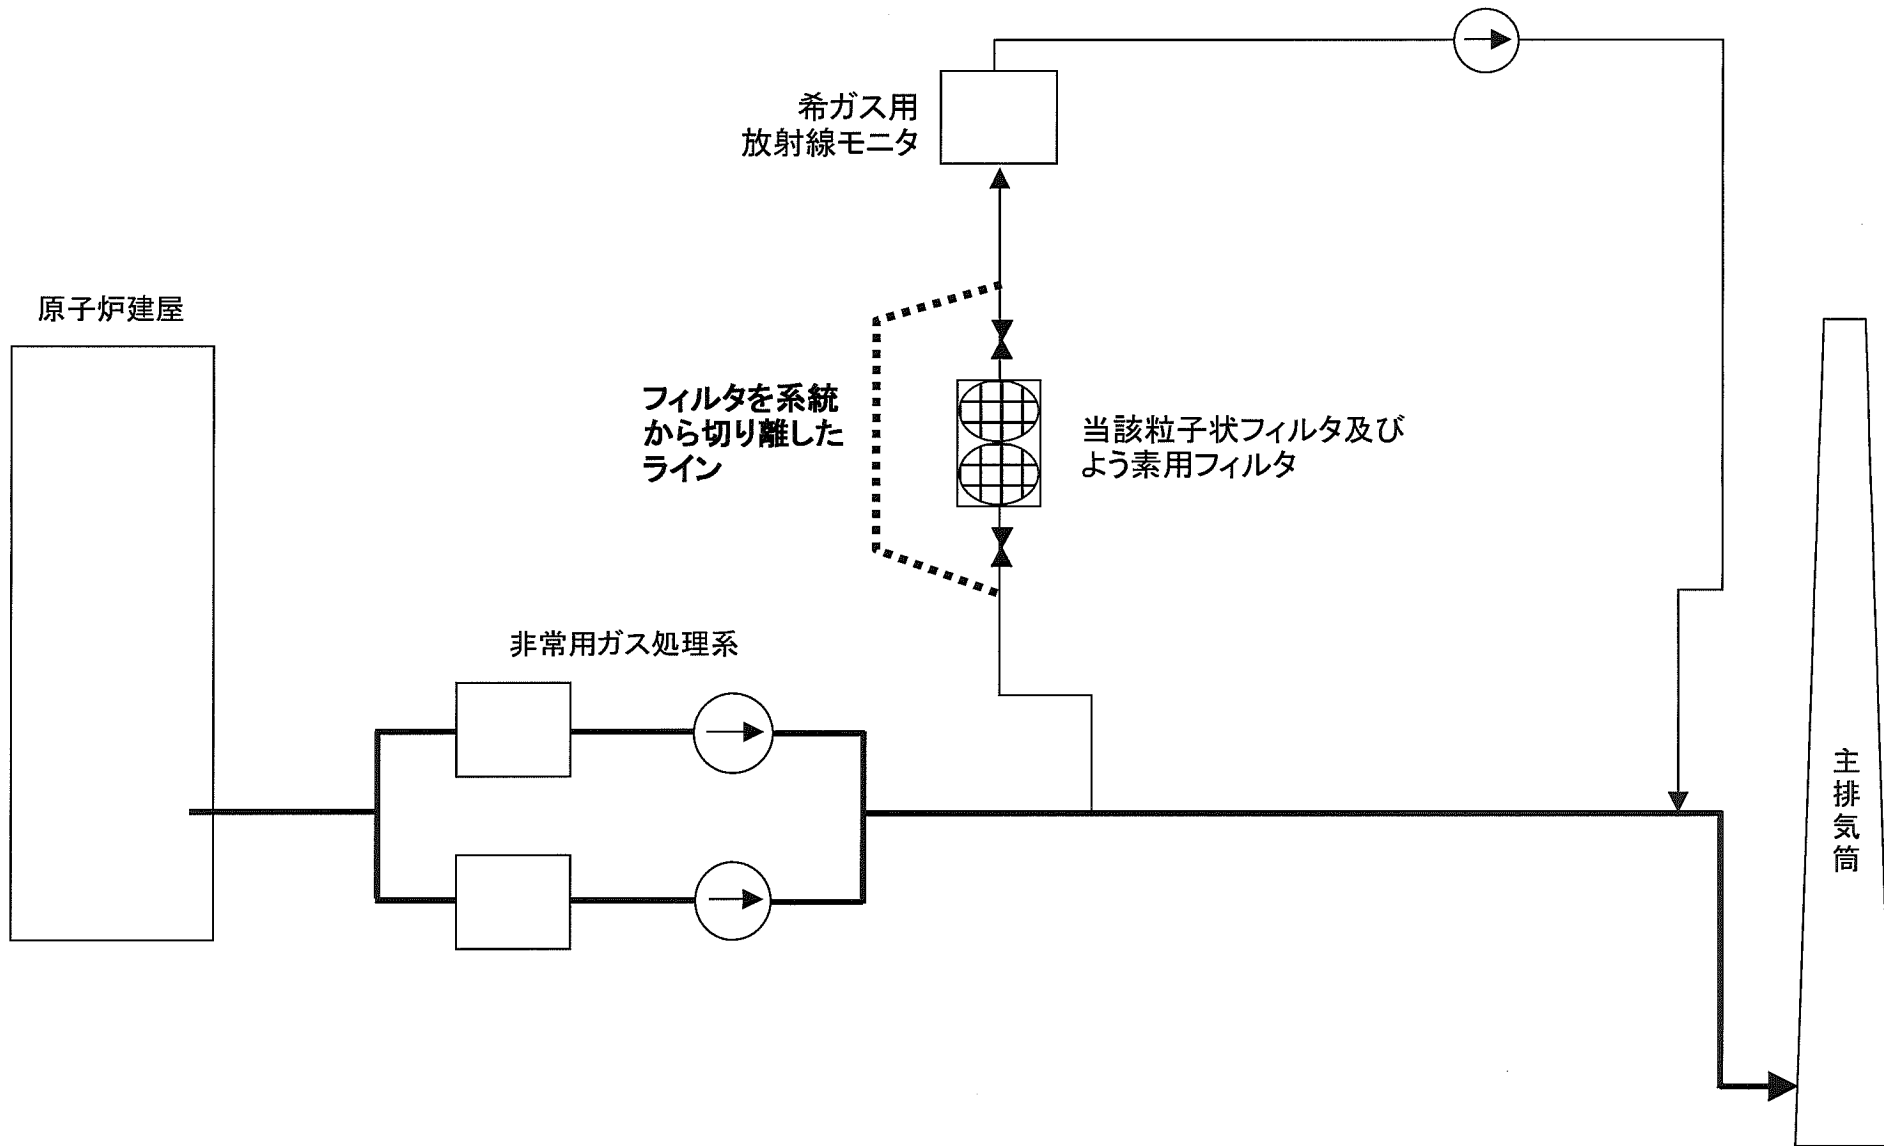 希ガス用
放射線モニタ
原子炉建屋
フィルタを系統
から切り離した
ライン
当該粒子状フィルタ及び
よう素用フィルタ
非常用ガス処理系
主排気筒